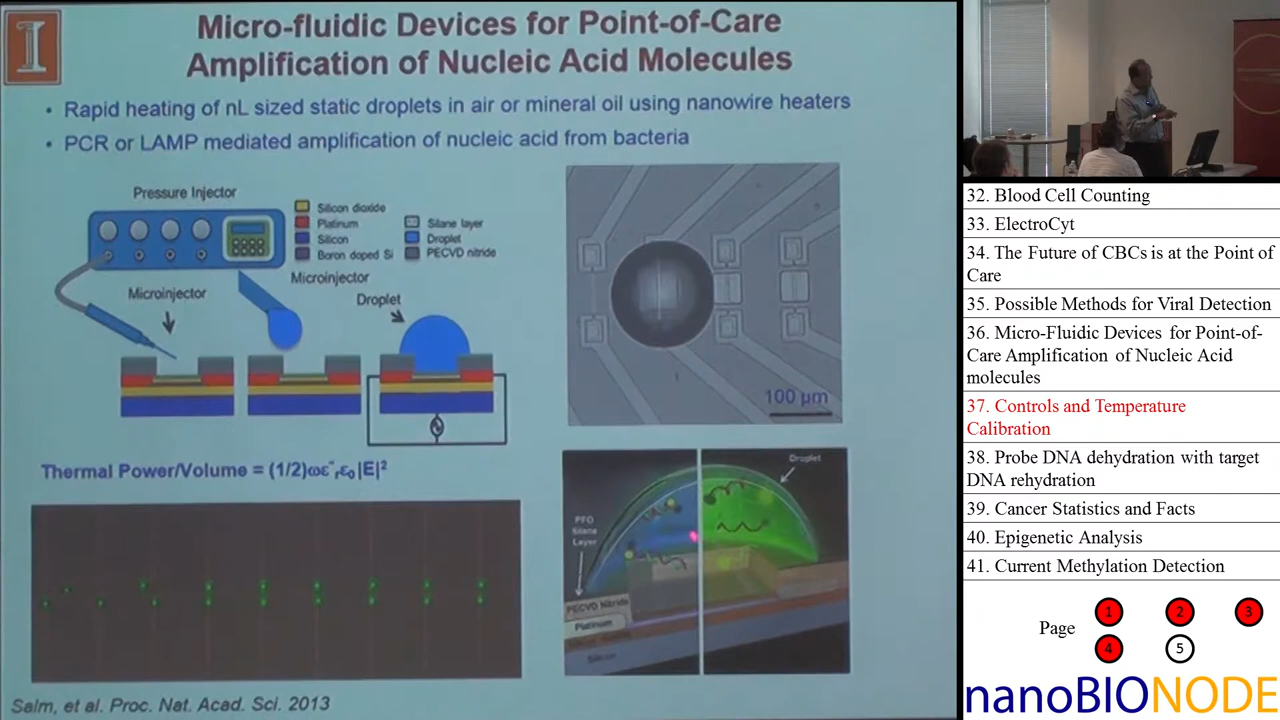 I
Micro-fluidic Devices for Point-of-Care
Amplification of Nucleic Acid Molecules
• Rapid heating of nL sized static droplets in air or mineral oil using nanowire heaters
• PCR or LAMP mediated amplification of nucleic acid from bacteria
Pressure Injector
Silicon dioxide
Platinum
Silicon
Boron doped Si
Silane layer
Droplet
PECVD nitride
Microinjector
Microinjector
Droplet
100 μm
Thermal Power/Volume = (1/2)ωε"rε0|E|2
Droplet
PFO
Silane
Layer
PECVD Nitride
Platinum
Silicon
Salm, et al. Proc. Nat. Acad. Sci. 2013
32. Blood Cell Counting
33. ElectroCyt
34. The Future of CBCs is at the Point of
Care
35. Possible Methods for Viral Detection
36. Micro-Fluidic Devices for Point-of-
Care Amplification of Nucleic Acid
molecules
37. Controls and Temperature
Calibration
38. Probe DNA dehydration with target
DNA rehydration
39. Cancer Statistics and Facts
40. Epigenetic Analysis
41. Current Methylation Detection
Page
1 2 3
4 5
nanoBIONODE